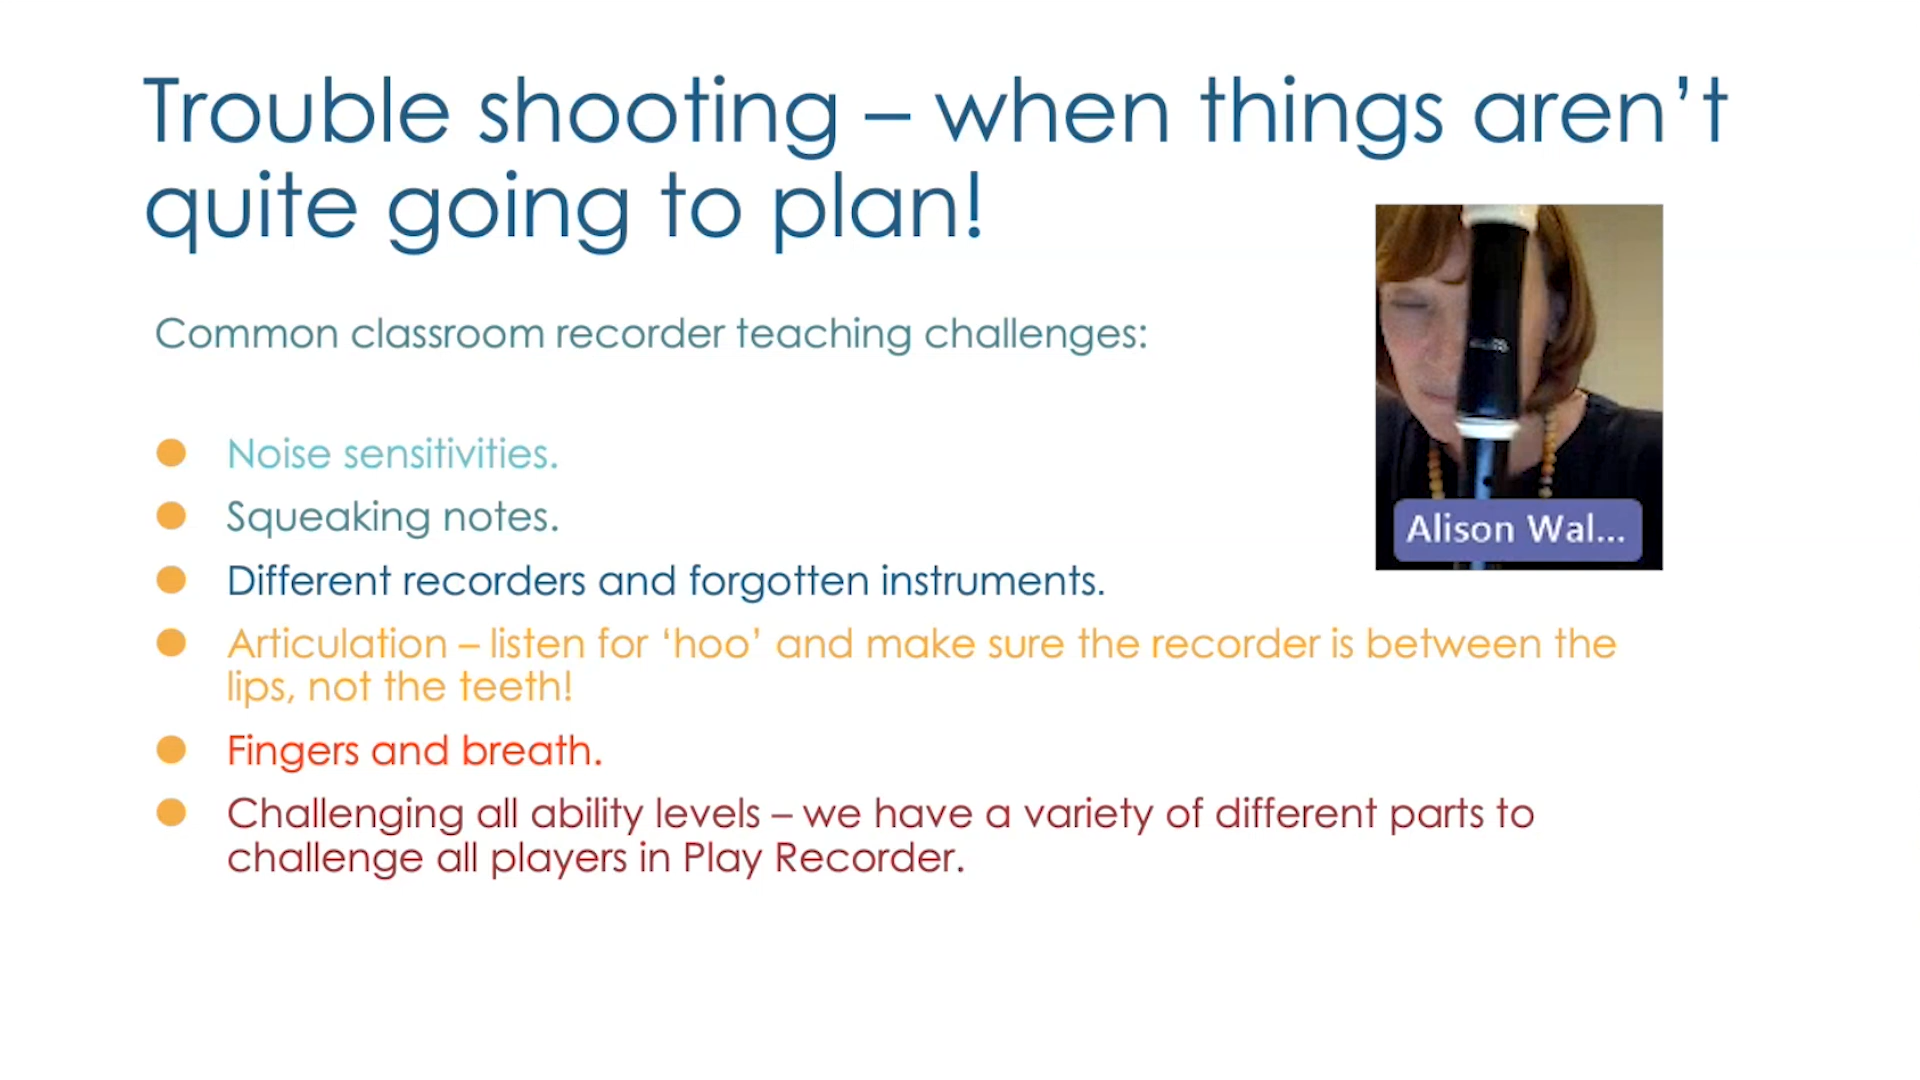 Trouble shooting – when things aren’t
quite going to plan!
Common classroom recorder teaching challenges:
Noise sensitivities.
Squeaking notes.
Different recorders and forgotten instruments.
Articulation – listen for ‘hoo’ and make sure the recorder is between the
lips, not the teeth!
Fingers and breath.
Challenging all ability levels – we have a variety of different parts to
challenge all players in Play Recorder.
Alison Wal...